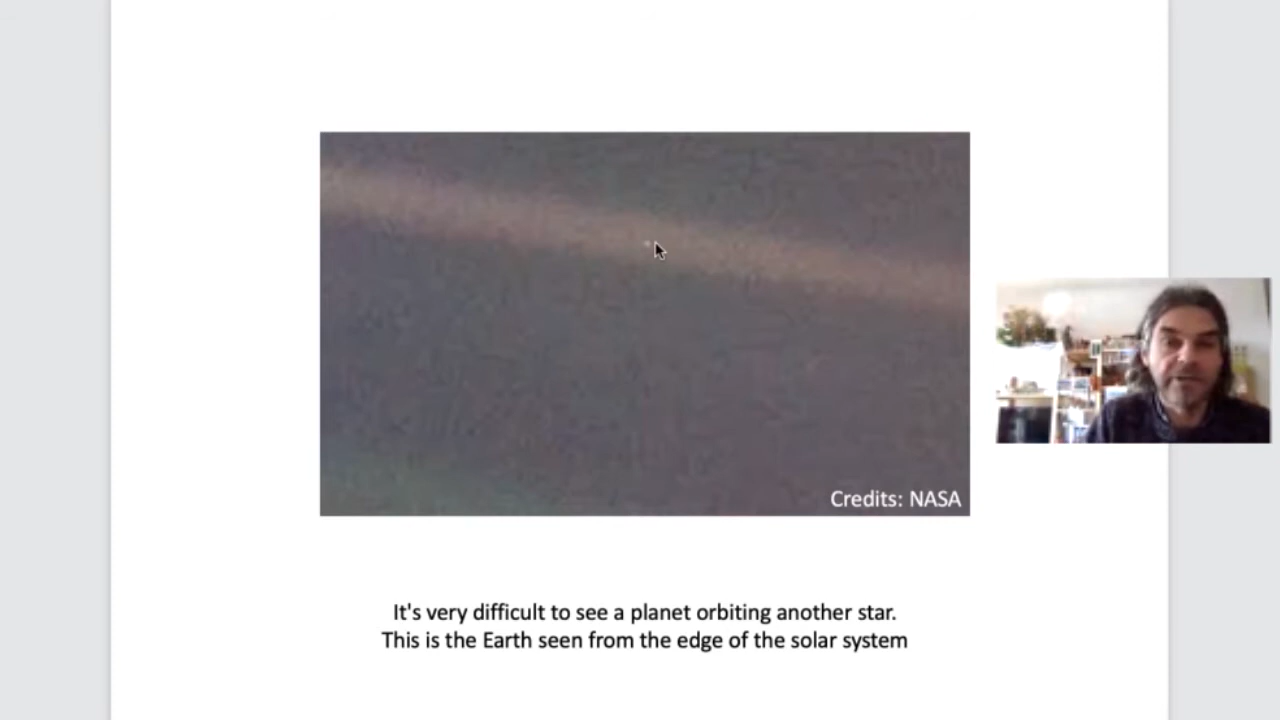 Credits: NASA
It's very difficult to see a planet orbiting another star.
This is the Earth seen from the edge of the solar system